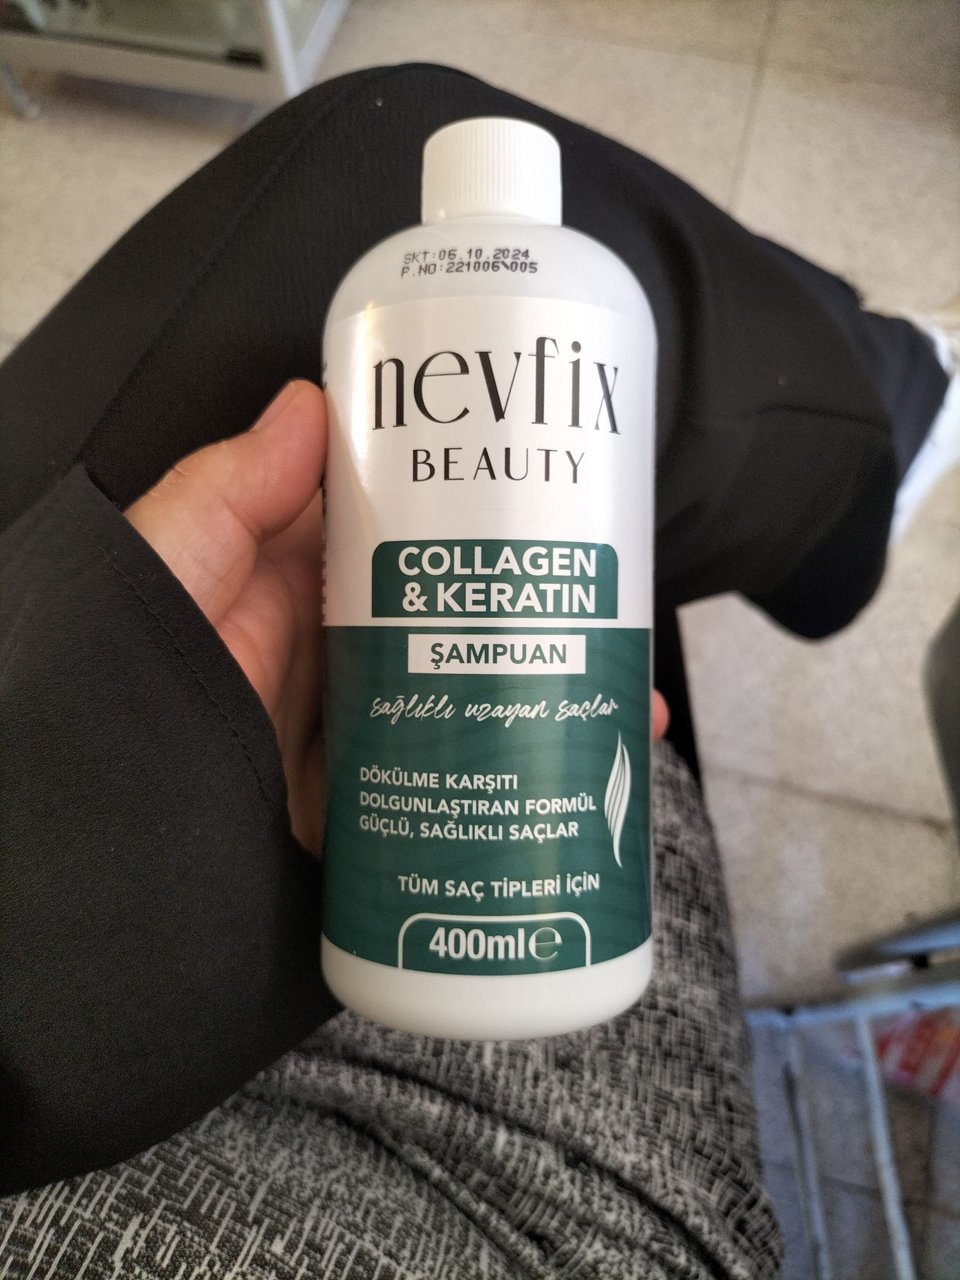 SKT:06.10.2024
P.NO:221006\005
nevfix
BEAUTY
COLLAGEN
& KERATIN
ŞAMPUAN
sağlıklı uzayan saçlar
DÖKÜLME KARŞITI
DOLGUNLAŞTIRAN FORMÜL
GÜÇLÜ, SAĞLIKLI SAÇLAR
TÜM SAÇ TİPLERİ İÇİN
400ml℮